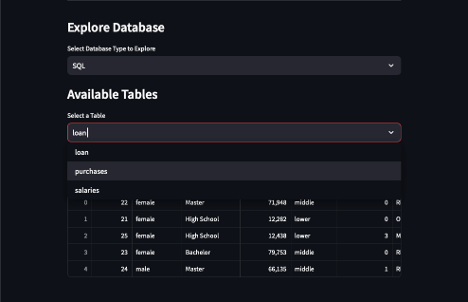 Explore Database
Select Database Type to Explore
SQL
Available Tables
Select a Table
loan
loan
purchases
salaries
0 22 female Master 71,948 middle 0 R
1 21 female High School 12,282 lower 0 O
2 25 female High School 12,438 lower 3 M
3 23 female Bachelor 79,753 middle 0 R
4 24 male Master 66,135 middle 1 R